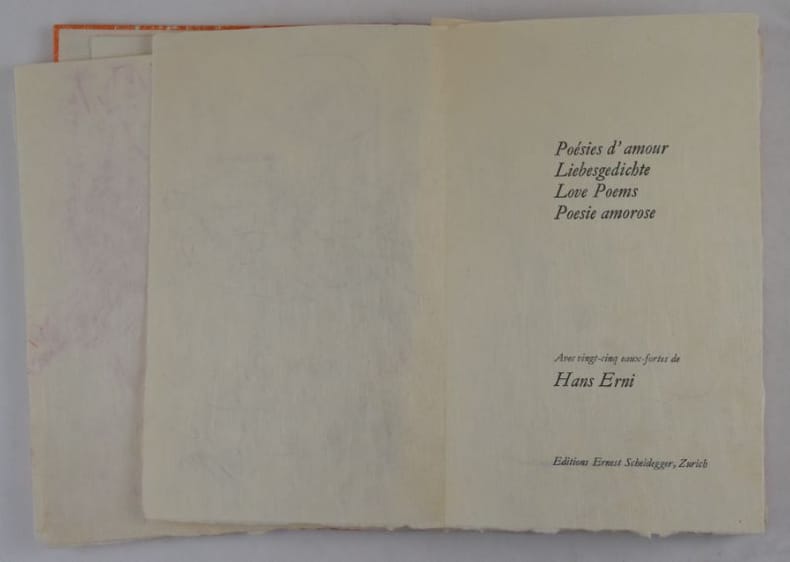 Poésies d'amour
Liebesgedichte
Love Poems
Poesie amorose
Avec vingt-cinq eaux-fortes de
Hans Erni
Editions Ernest Scheidegger, Zurich